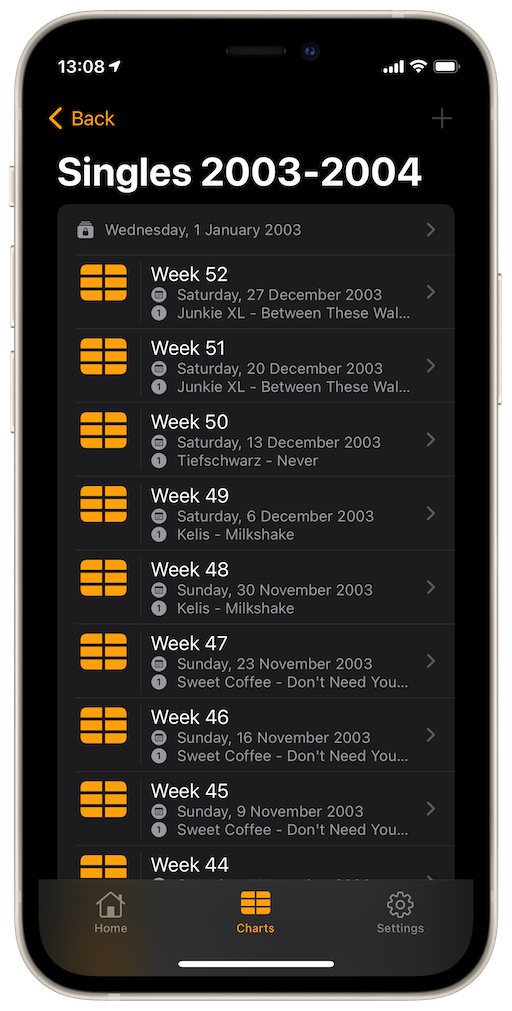 13:08
Back
Singles 2003-2004
Wednesday, 1 January 2003
Week 52
Saturday, 27 December 2003
1 Junkie XL - Between These Wal...
Week 51
Saturday, 20 December 2003
1 Junkie XL - Between These Wal...
Week 50
Saturday, 13 December 2003
1 Tiefschwarz - Never
Week 49
Saturday, 6 December 2003
1 Kelis - Milkshake
Week 48
Sunday, 30 November 2003
1 Kelis - Milkshake
Week 47
Sunday, 23 November 2003
1 Sweet Coffee - Don't Need You...
Week 46
Sunday, 16 November 2003
1 Sweet Coffee - Don't Need You...
Week 45
Sunday, 9 November 2003
1 Sweet Coffee - Don't Need You...
Week 44
Home
Charts
Settings